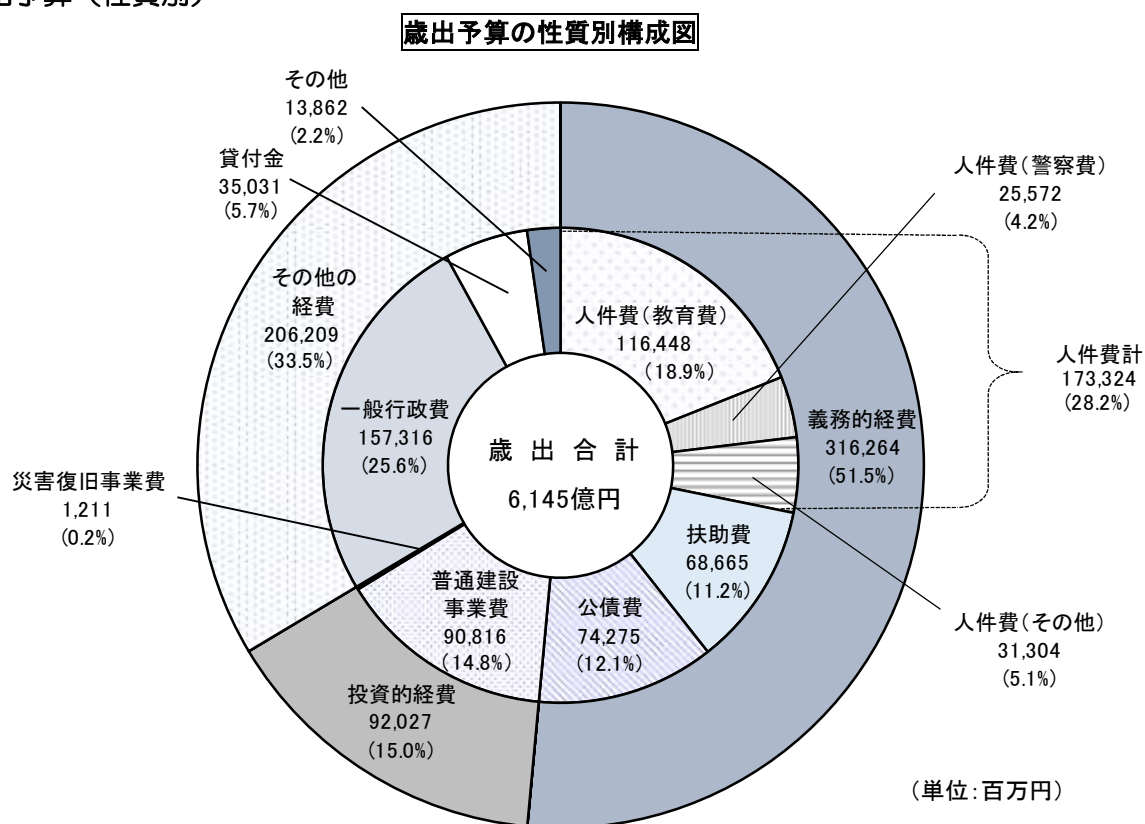 歳出予算の性質別構成図
その他
13,862
(2.2%)
貸付金
35,031
(5.7%)
その他の
経費
206,209
(33.5%)
一般行政費
157,316
(25.6%)
災害復旧事業費
1,211
(0.2%)
普通建設
事業費
90,816
(14.8%)
投資的経費
92,027
(15.0%)
歳 出 合 計
6,145億円
人件費(教育費)
116,448
(18.9%)
人件費(警察費)
25,572
(4.2%)
人件費計
173,324
(28.2%)
義務的経費
316,264
(51.5%)
扶助費
68,665
(11.2%)
公債費
74,275
(12.1%)
人件費(その他)
31,304
(5.1%)
(単位:百万円)